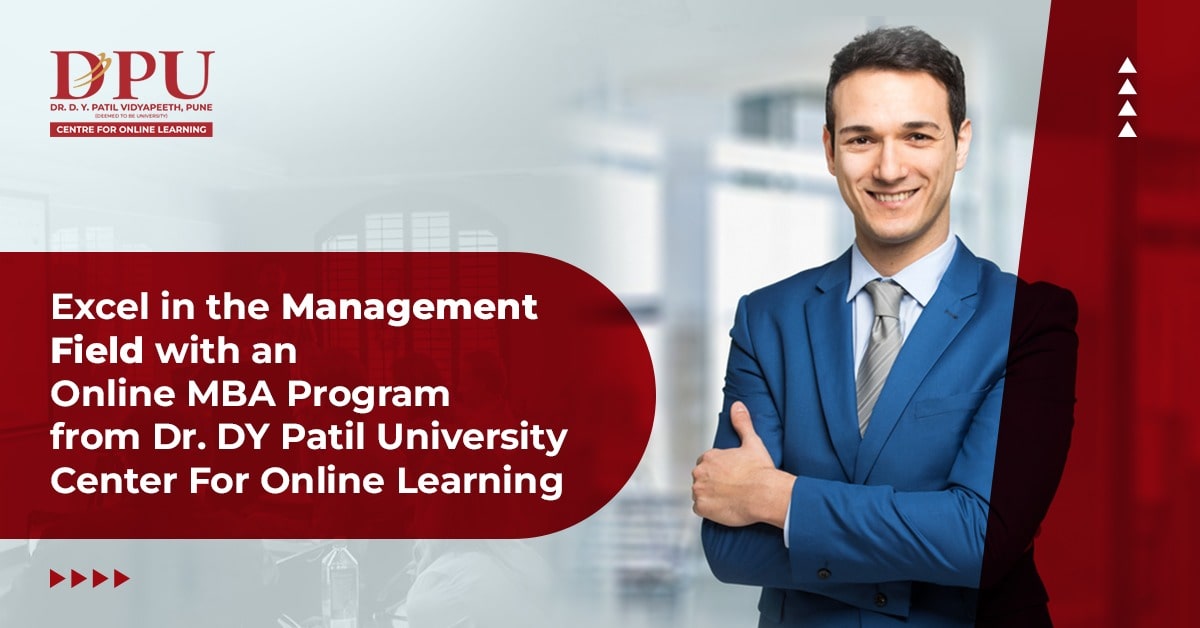 DPU
DR. D. Y. PATIL VIDYAPEETH, PUNE
(DEEMED TO BE UNIVERSITY)
CENTRE FOR ONLINE LEARNING
Excel in the Management
Field with an
Online MBA Program
from Dr. DY Patil University
Center For Online Learning